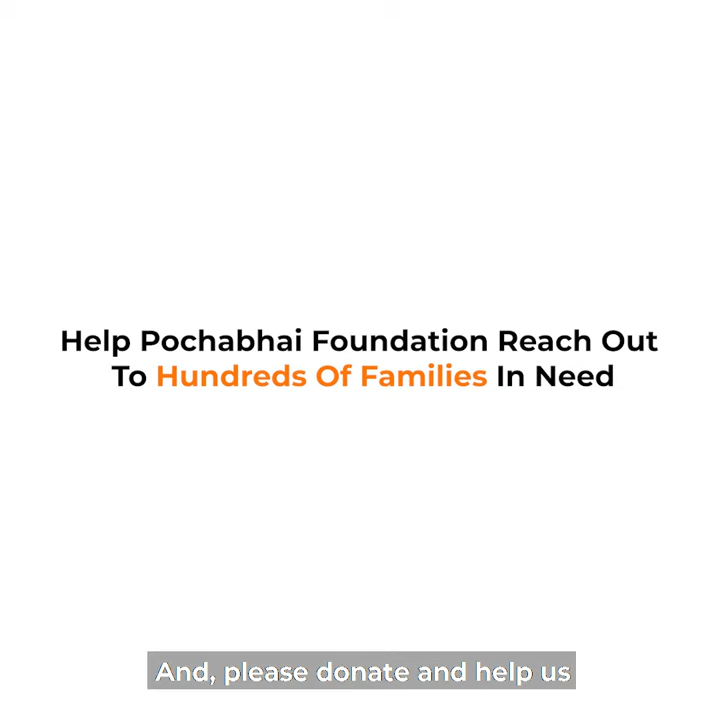 Help Pochabhai Foundation Reach Out
To Hundreds Of Families In Need
And, please donate and help us